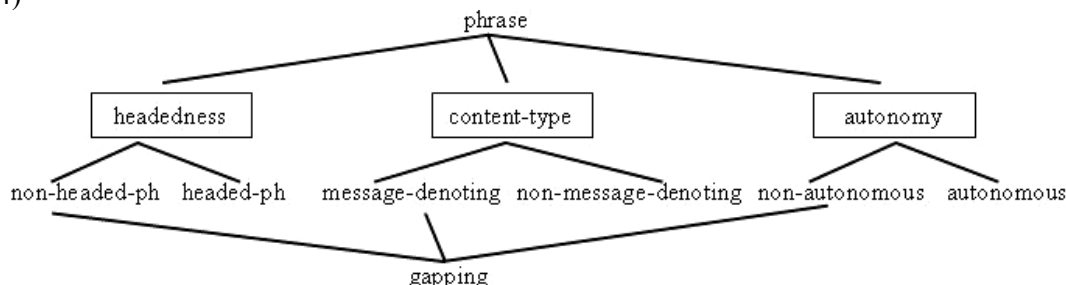 phrase
headedness content-type autonomy
non-headed-ph headed-ph message-denoting non-message-denoting non-autonomous autonomous
gapping